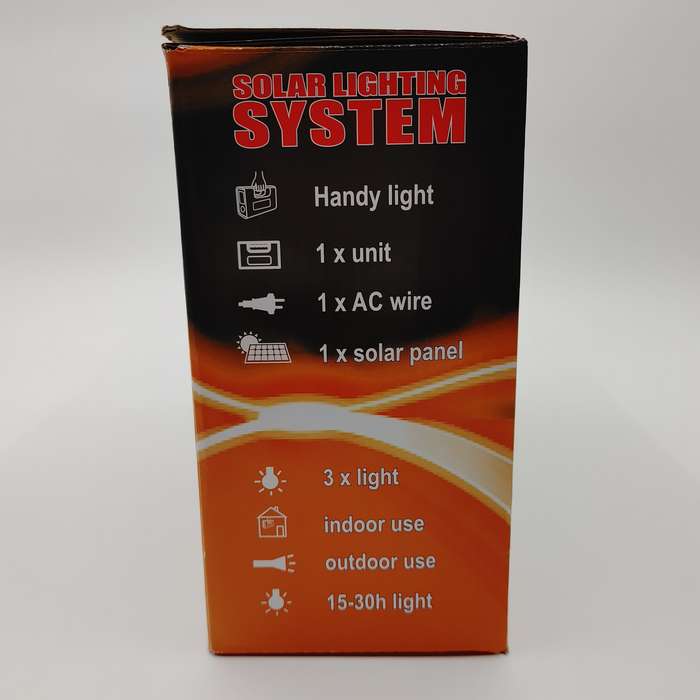 SOLAR LIGHTING
SYSTEM
Handy light
1 x unit
1 x AC wire
1 x solar panel
3 x light
indoor use
outdoor use
15-30h light